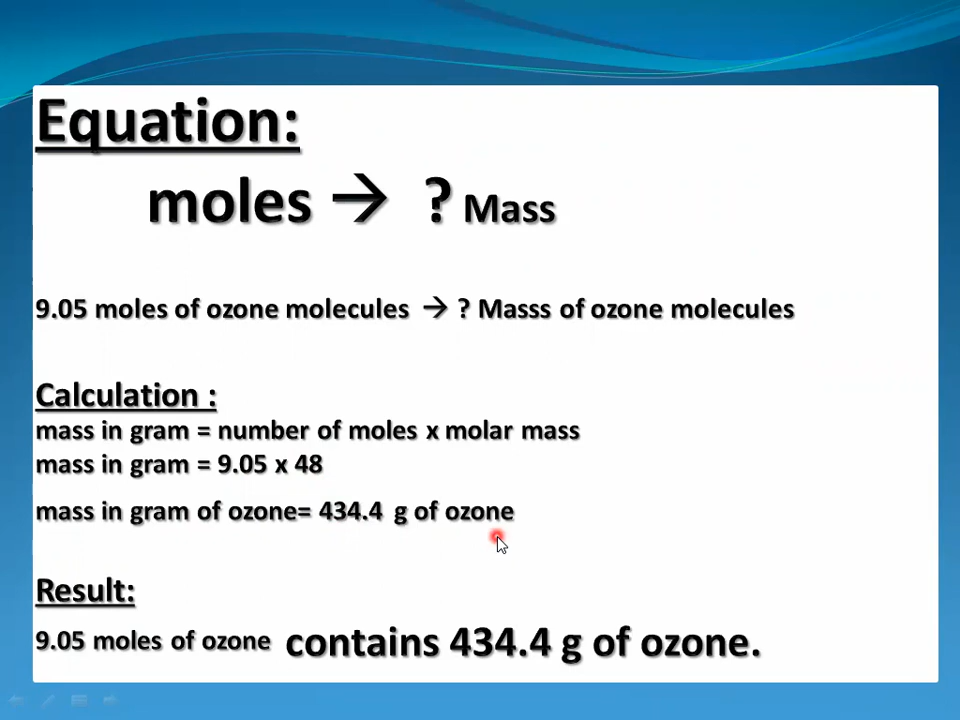 Equation:
moles → ? Mass
9.05 moles of ozone molecules → ? Masss of ozone molecules
Calculation :
mass in gram = number of moles x molar mass
mass in gram = 9.05 x 48
mass in gram of ozone= 434.4 g of ozone
Result:
9.05 moles of ozone contains 434.4 g of ozone.